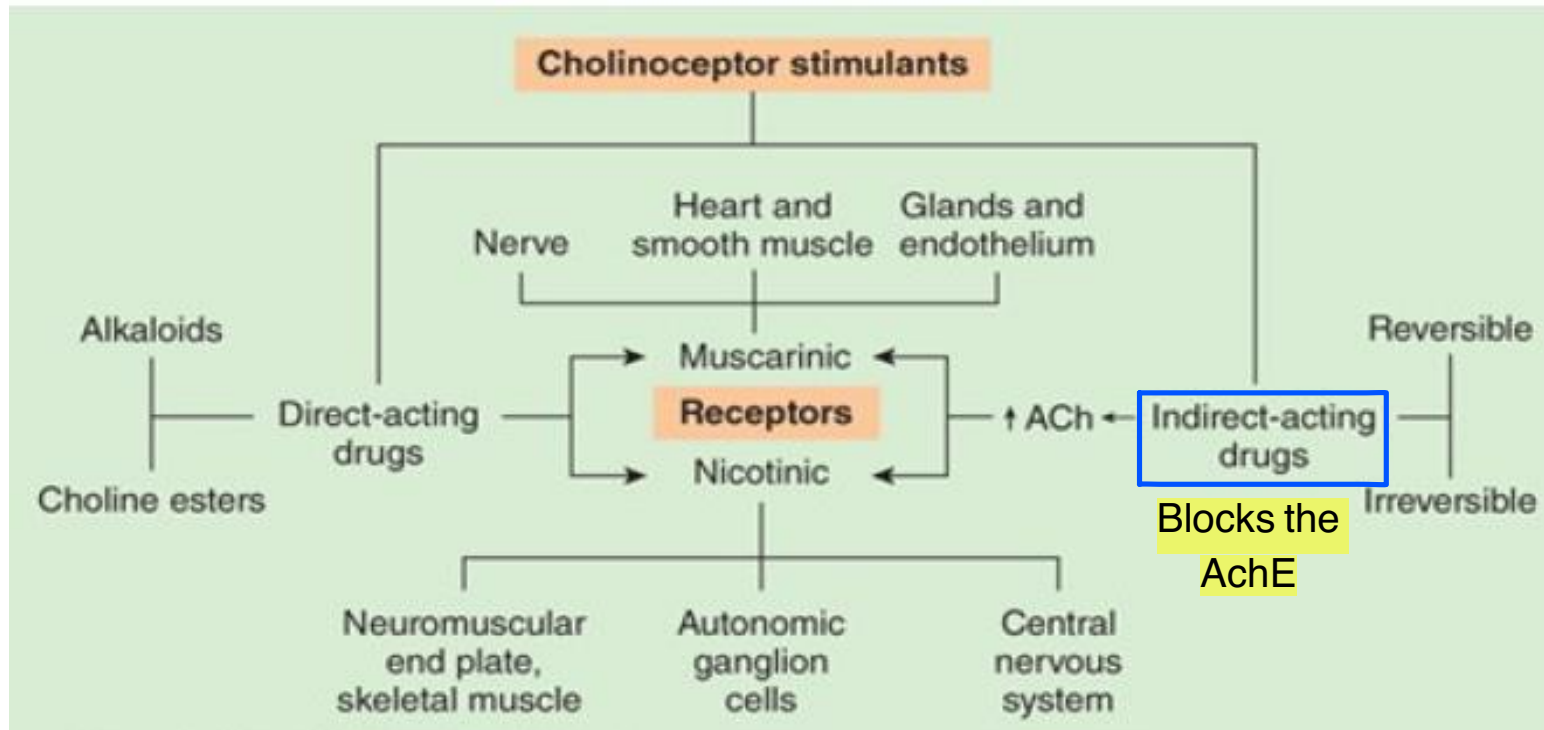 Cholinoceptor stimulants
Nerve
Heart and
smooth muscle
Glands and
endothelium
Alkaloids
Choline esters
Direct-acting
drugs
Muscarinic
Receptors
Nicotinic
↑ ACh
Indirect-acting
drugs
Blocks the
AchE
Reversible
Irreversible
Neuromuscular
end plate,
skeletal muscle
Autonomic
ganglion
cells
Central
nervous
system